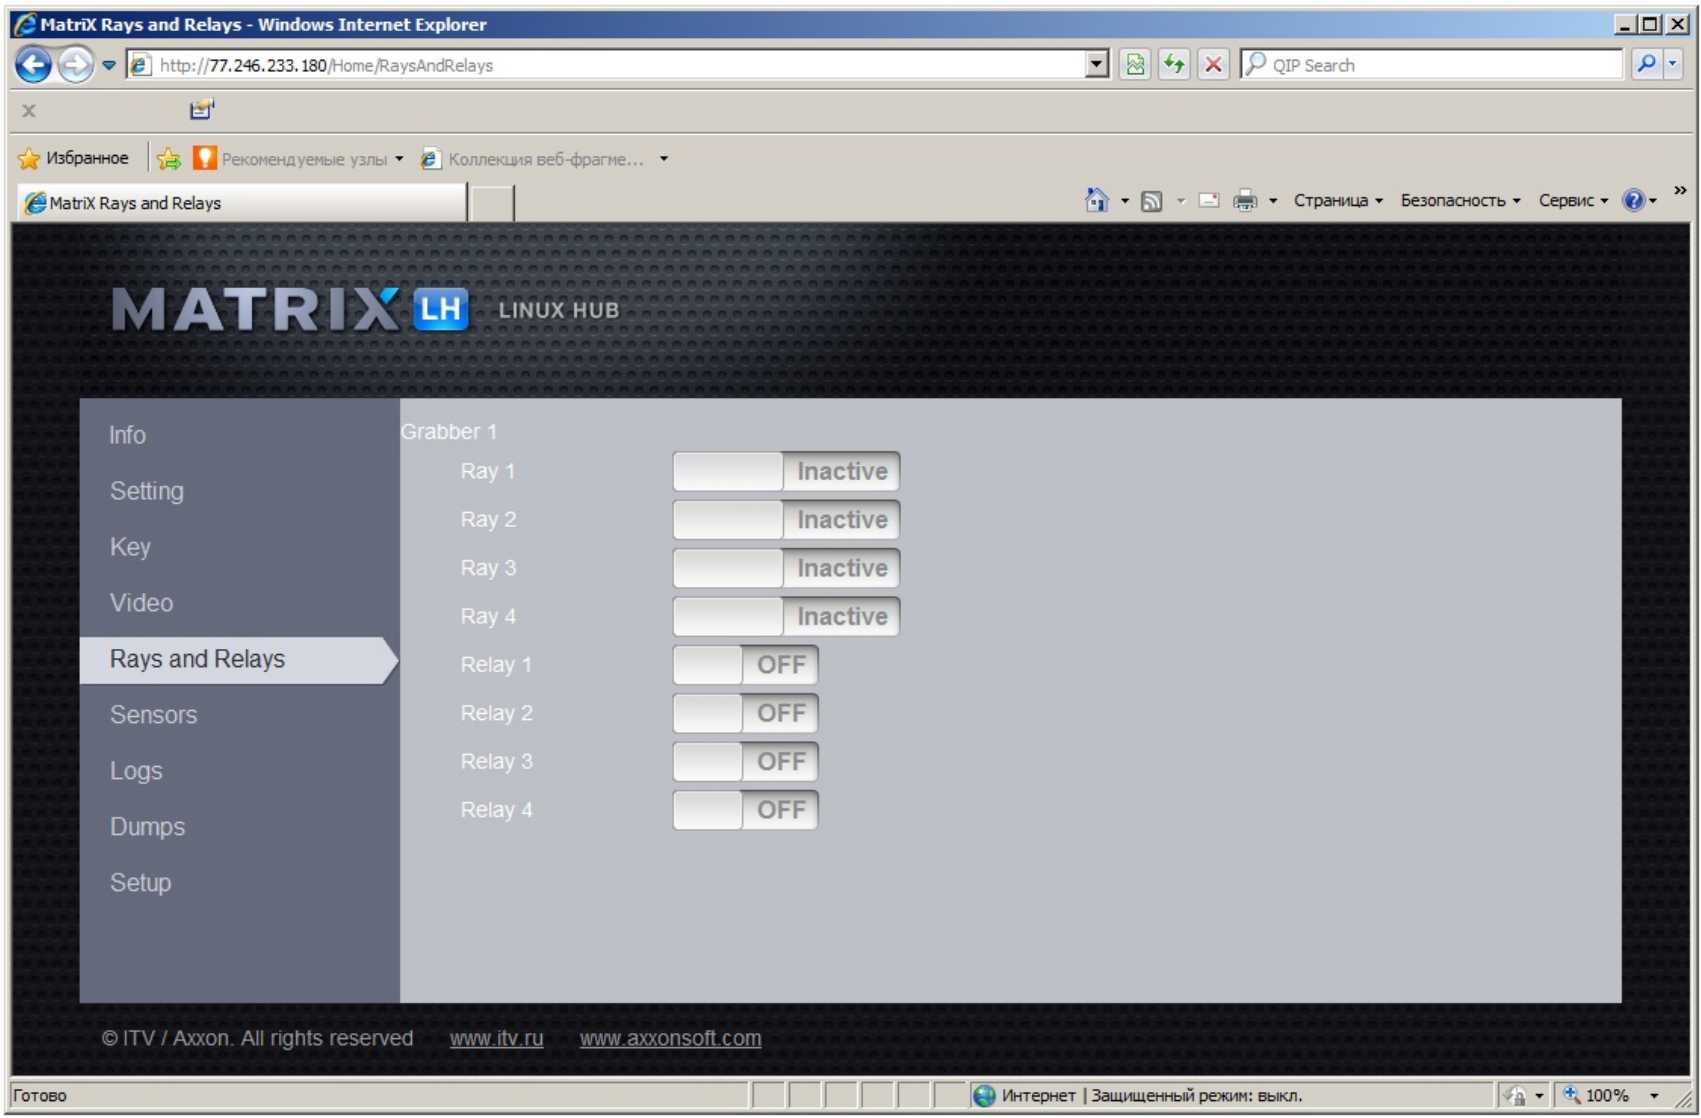 MatriX Rays and Relays - Windows Internet Explorer
http://77.246.233.180/Home/RaysAndRelays
QIP Search
x
Избранное
Рекомендуемые узлы
Коллекция веб-фрагме...
MatriX Rays and Relays
Страница
Безопасность
Сервис
MATRIX LH LINUX HUB
Info
Setting
Key
Video
Rays and Relays
Sensors
Logs
Dumps
Setup
Grabber 1
Ray 1 Inactive
Ray 2 Inactive
Ray 3 Inactive
Ray 4 Inactive
Relay 1 OFF
Relay 2 OFF
Relay 3 OFF
Relay 4 OFF
© ITV / Axxon. All rights reserved www.itv.ru www.axxonsoft.com
Готово
Интернет | Защищенный режим: выкл.
100%